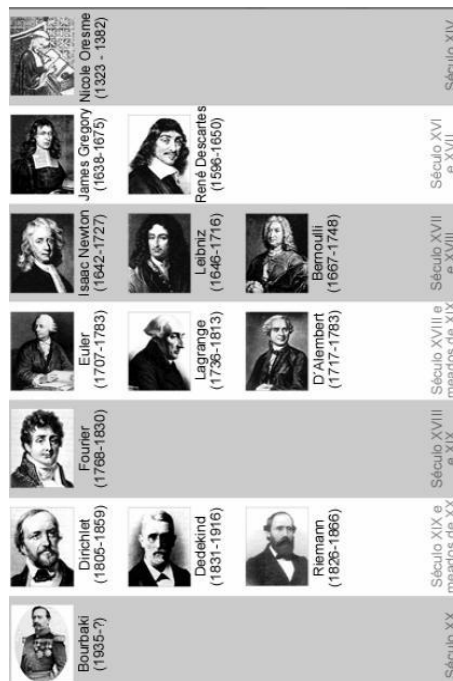 Nicole Oresme
(1323 - 1382)
Século XIV
James Gregory
(1638-1675)
René Descartes
(1596-1650)
Século XVI
e XVII
Isaac Newton
(1642-1727)
Leibniz
(1646-1716)
Bernoulli
(1667-1748)
Século XVII
e XVIII
Euler
(1707-1783)
Lagrange
(1736-1813)
D'Alembert
(1717-1783)
Século XVIII e
meados de XIX
Fourier
(1768-1830)
Século XVIII
e XIX
Dirichlet
(1805-1859)
Dedekind
(1831-1916)
Riemann
(1826-1866)
Século XIX e
meados de XX
Bourbaki
(1935-?)
Século XX